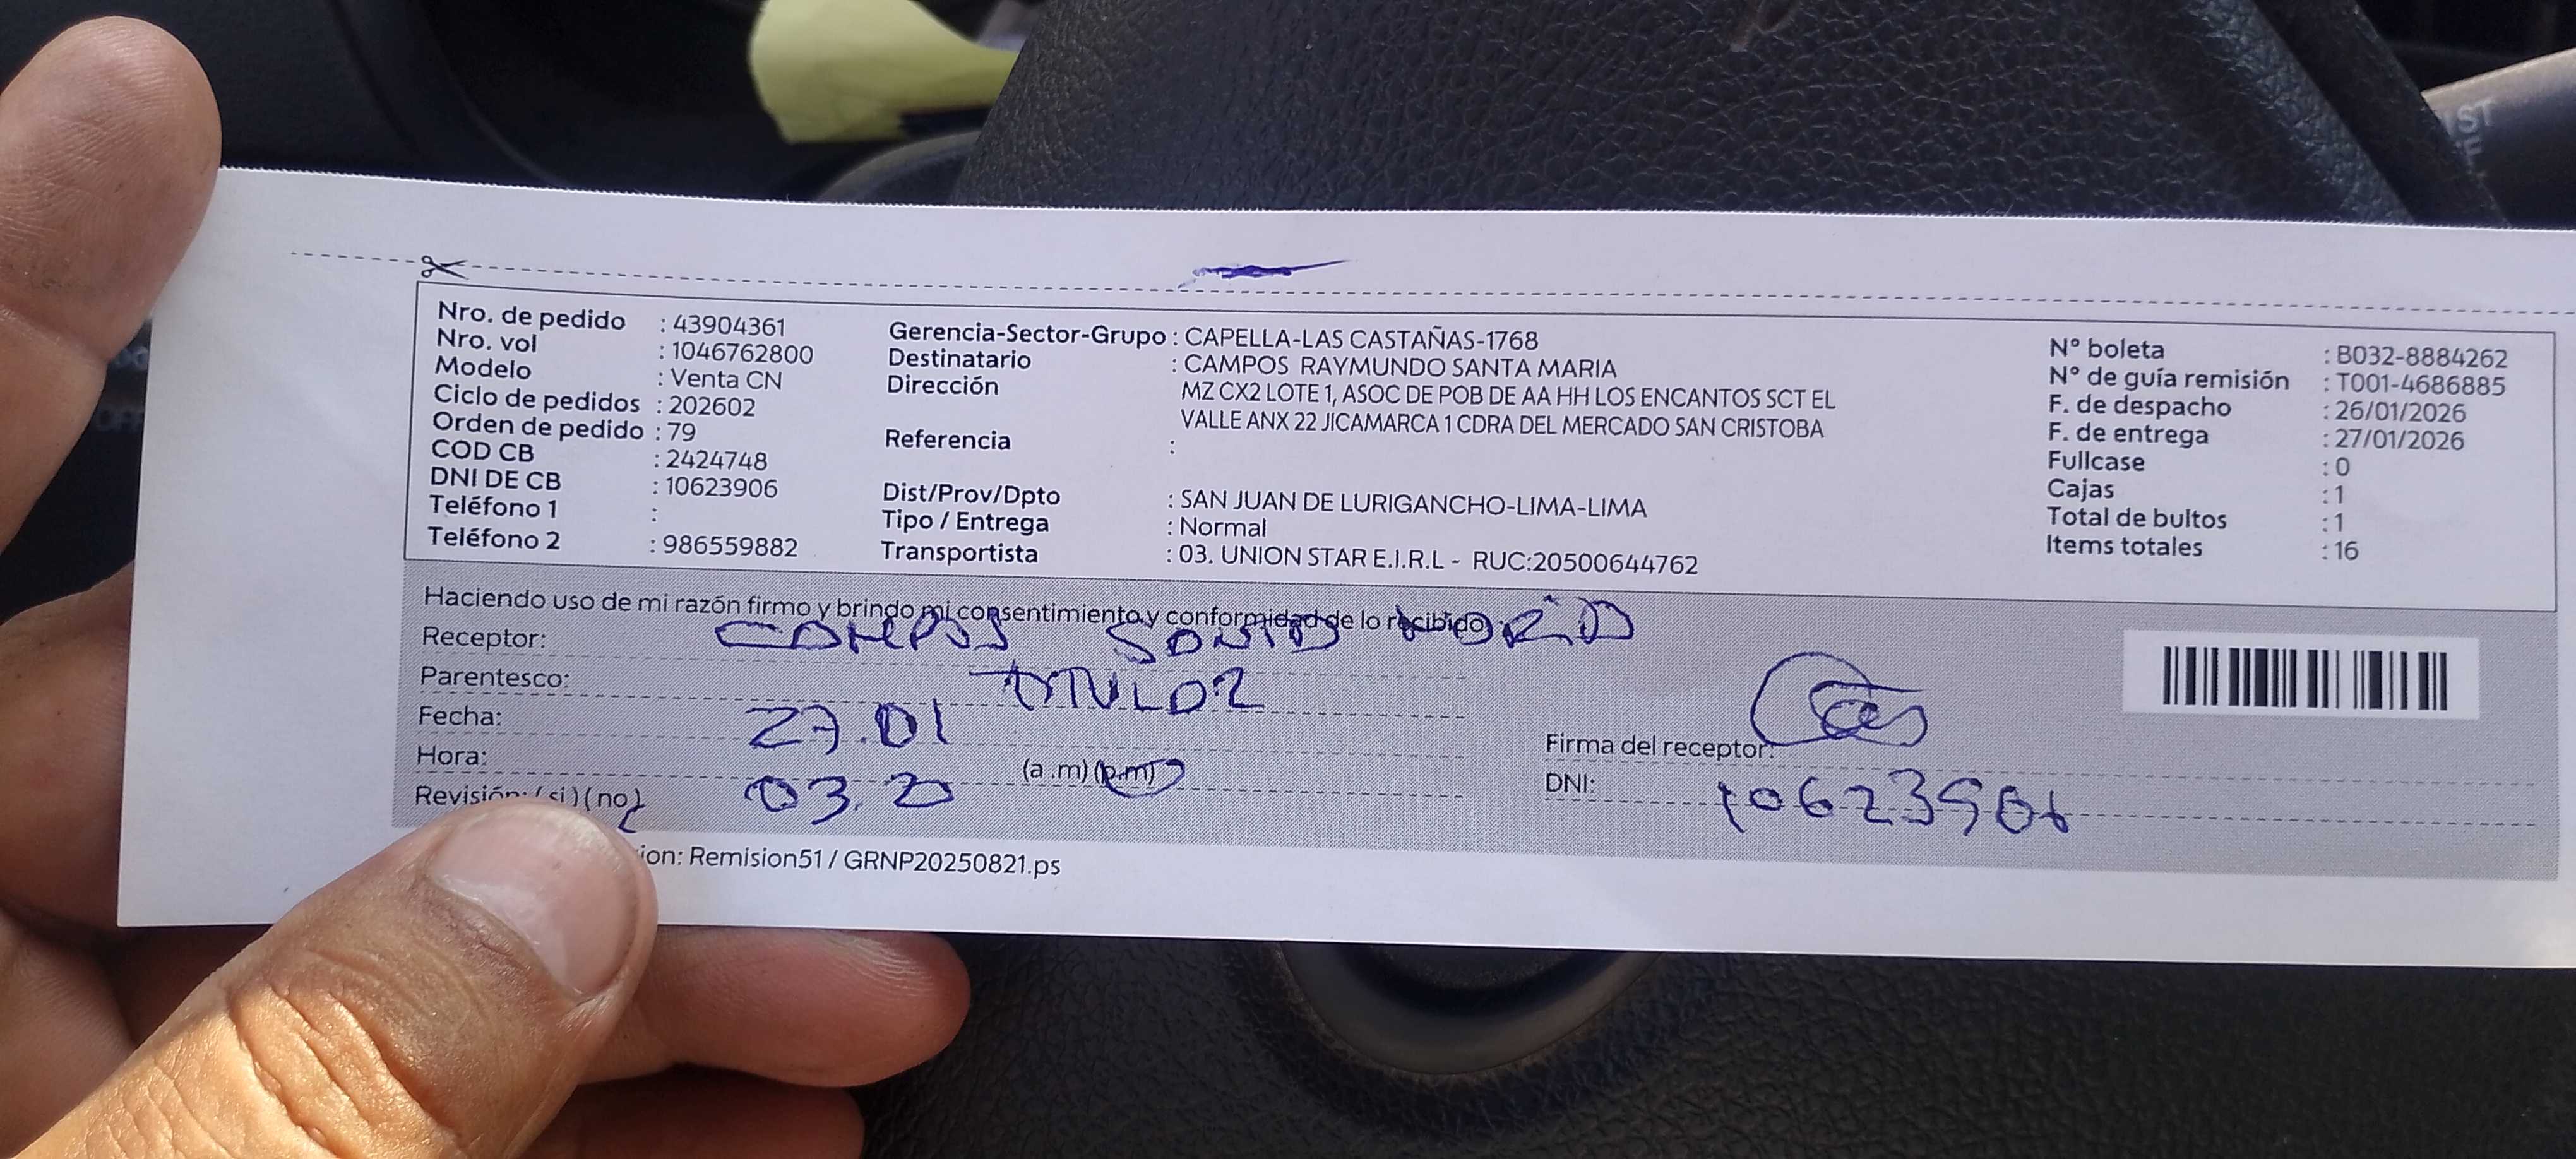 Nro. de pedido : 43904361
Nro. vol : 1046762800
Modelo : Venta CN
Ciclo de pedidos : 202602
Orden de pedido : 79
COD CB : 2424748
DNI DE CB : 10623906
Teléfono 1 :
Teléfono 2 : 986559882
Gerencia-Sector-Grupo : CAPELLA-LAS CASTAÑAS-1768
Destinatario : CAMPOS RAYMUNDO SANTA MARIA
Dirección MZ CX2 LOTE 1, ASOC DE POB DE AA HH LOS ENCANTOS SCT EL
VALLE ANX 22 JICAMARCA 1 CDRA DEL MERCADO SAN CRISTOBA
Referencia :
Dist/Prov/Dpto : SAN JUAN DE LURIGANCHO-LIMA-LIMA
Tipo / Entrega : Normal
Transportista : 03. UNION STAR E.I.R.L - RUC:20500644762
N° boleta : B032-8884262
N° de guía remisión : T001-4686885
F. de despacho : 26/01/2026
F. de entrega : 27/01/2026
Fullcase : 0
Cajas : 1
Total de bultos : 1
Items totales : 16
Haciendo uso de mi razón firmo y brindo mi consentimiento y conformidad de lo recibido
Receptor: CAMPOS SANTA MARIA
Parentesco: TITULAR
Fecha: 27.01
Hora: 03.20 (a.m) (p.m)
Revisión: (si) (no)
Firma del receptor:
DNI: 10623906
ion: Remision51 / GRNP20250821.ps